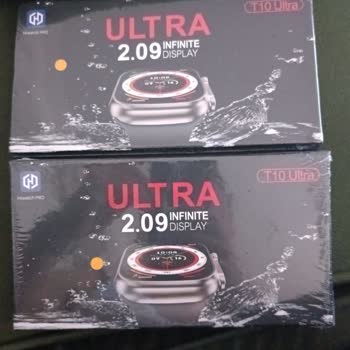 ULTRA
T10 Ultra
2.09 INFINITE
DISPLAY
ULTRA
T10 Ultra
2.09 INFINITE
DISPLAY